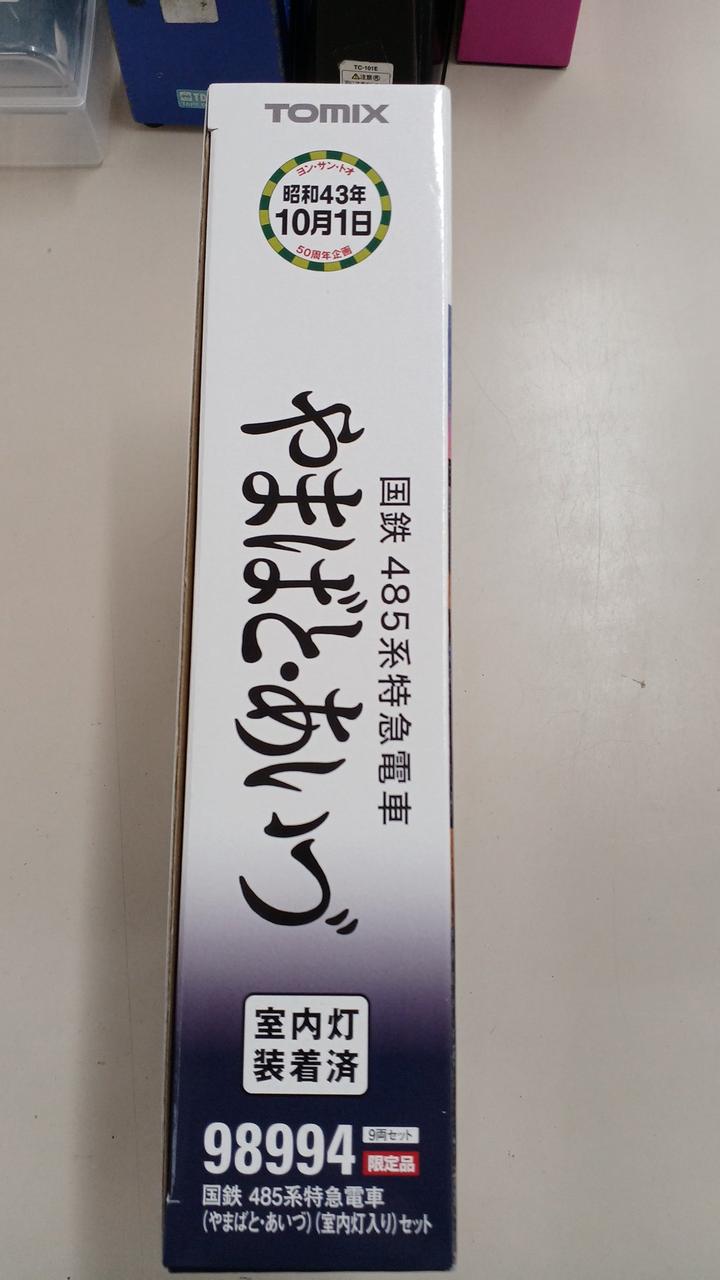 TC-101E
TOMIX
ヨン・サン・トオ
昭和43年
10月1日
50周年企画
国鉄 485系特急電車
やまばと・あいづ
室内灯
装着済
98994
9両セット
限定品
国鉄 485系特急電車
(やまばと・あいづ)(室内灯入り)セット